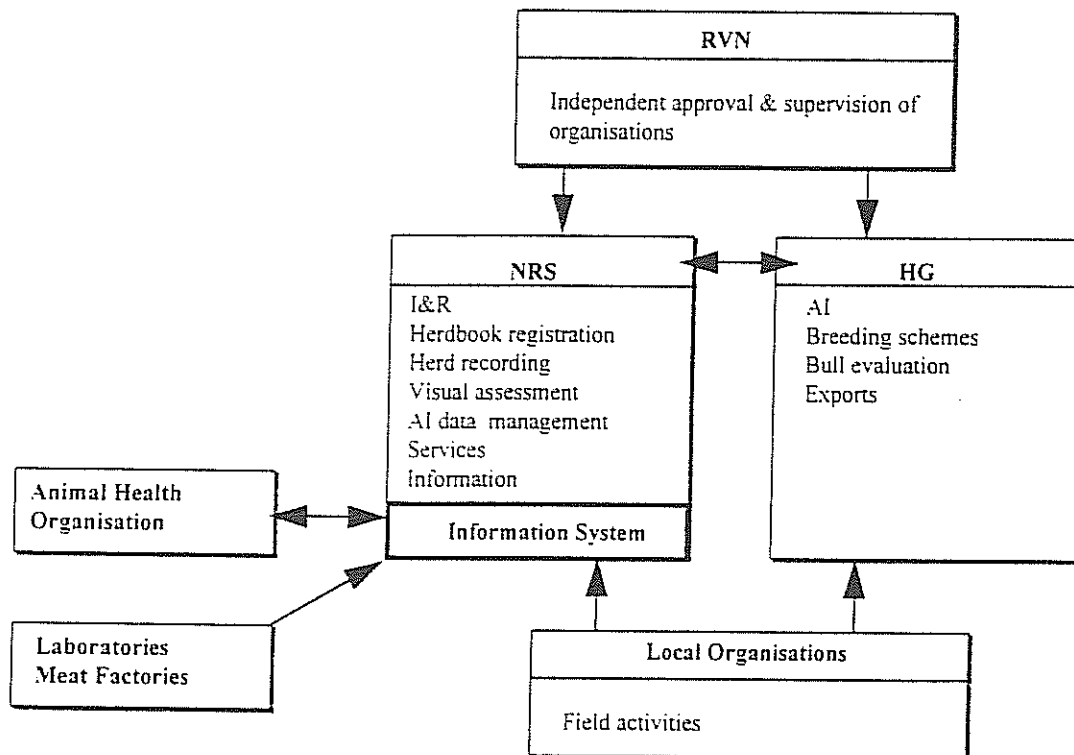 RVN
Independent approval & supervision of
organisations
NRS
I&R
Herdbook registration
Herd recording
Visual assessment
AI data management
Services
Information
Information System
HG
AI
Breeding schemes
Bull evaluation
Exports
Animal Health
Organisation
Laboratories
Meat Factories
Local Organisations
Field activities